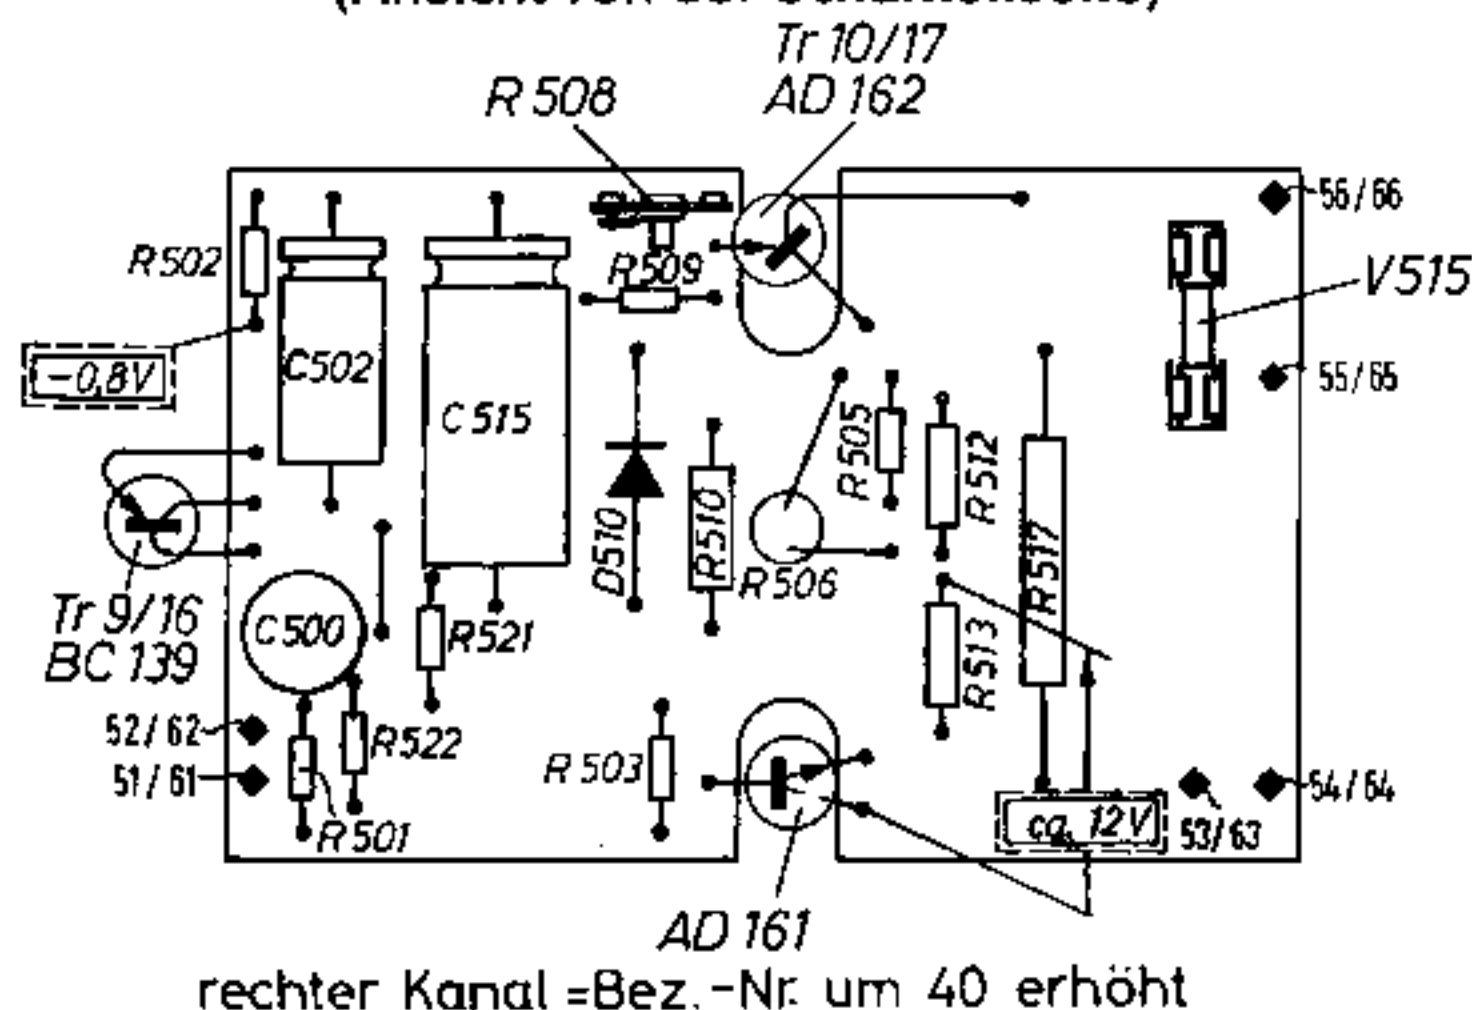 Tr 10/17
R 508 AD 162
56/66
R502
R509
V515
-0,8V
C502
55/65
C 515
R505
R512
D510
R510
R517
R506
Tr 9/16
C500
R521
BC 139
R513
52/62
R522
51/61
R 503
54/64
ca. 12V
53/63
R501
AD 161
rechter Kanal =Bez.-Nr. um 40 erhöht